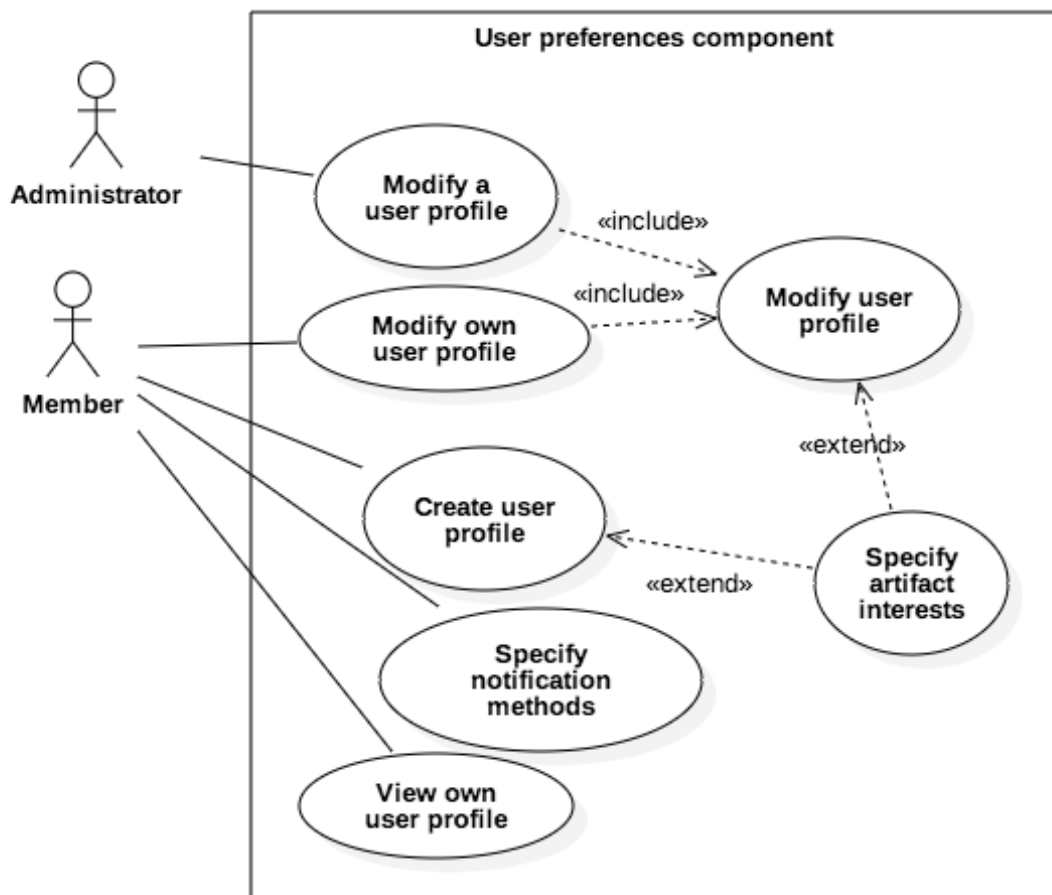 User preferences component
Administrator
Modify a
user profile
«include»
Modify user
profile
Member
Modify own
user profile
«include»
«extend»
Create user
profile
«extend»
Specify
artifact
interests
Specify
notification
methods
View own
user profile